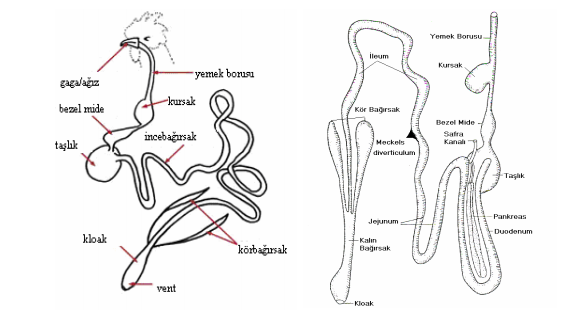 gaga/ağız
yemek borusu
kursak
bezel mide
taşlık
incebağırsak
kloak
körbağırsak
vent
Yemek Borusu
İleum
Kursak
Kör Bağırsak
Bezel Mide
Safra
Kanalı
Meckels
diverticulum
Taşlık
Jejunum
Pankreas
Duodenum
Kalın
Bağırsak
Kloak